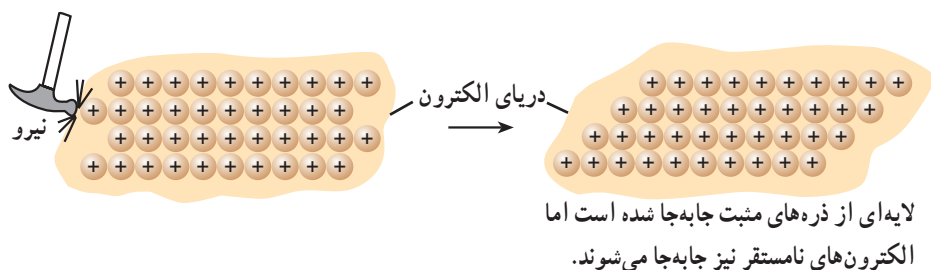 نیرو
دریای الکترون
لایه‌ای از ذره‌های مثبت جابه‌جا شده است اما
الکترون‌های نامستقر نیز جابه‌جا می‌شوند.
+ + + + + + + + + +
+ + + + + + + + + +
+ + + + + + + + + +
+ + + + + + + + + +
+ + + + + + + + + +
+ + + + + + + + + +
+ + + + + + + + + +
+ + + + + + + + + +